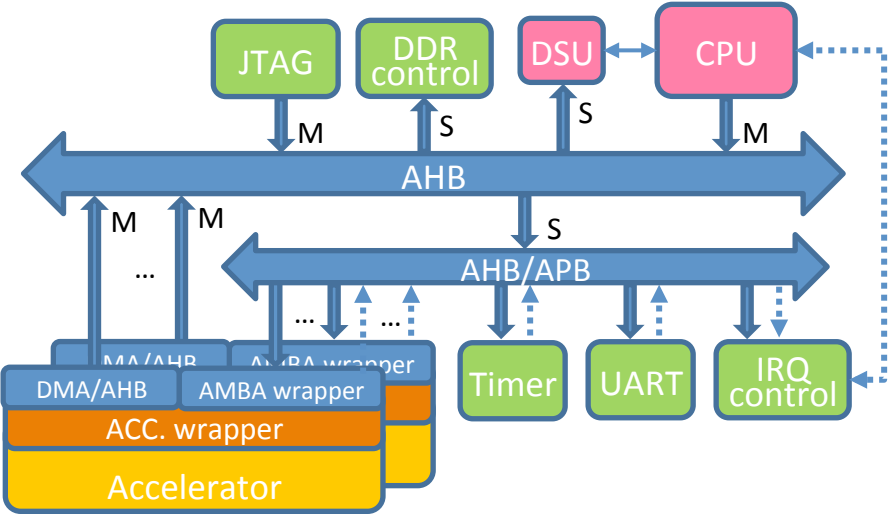 JTAG
DDR
control
DSU
CPU
M
S
S
M
AHB
M
M
S
...
AHB/APB
...
...
MA/AHB
AMBA wrapper
DMA/AHB
AMBA wrapper
ACC. wrapper
Accelerator
Timer
UART
IRQ
control